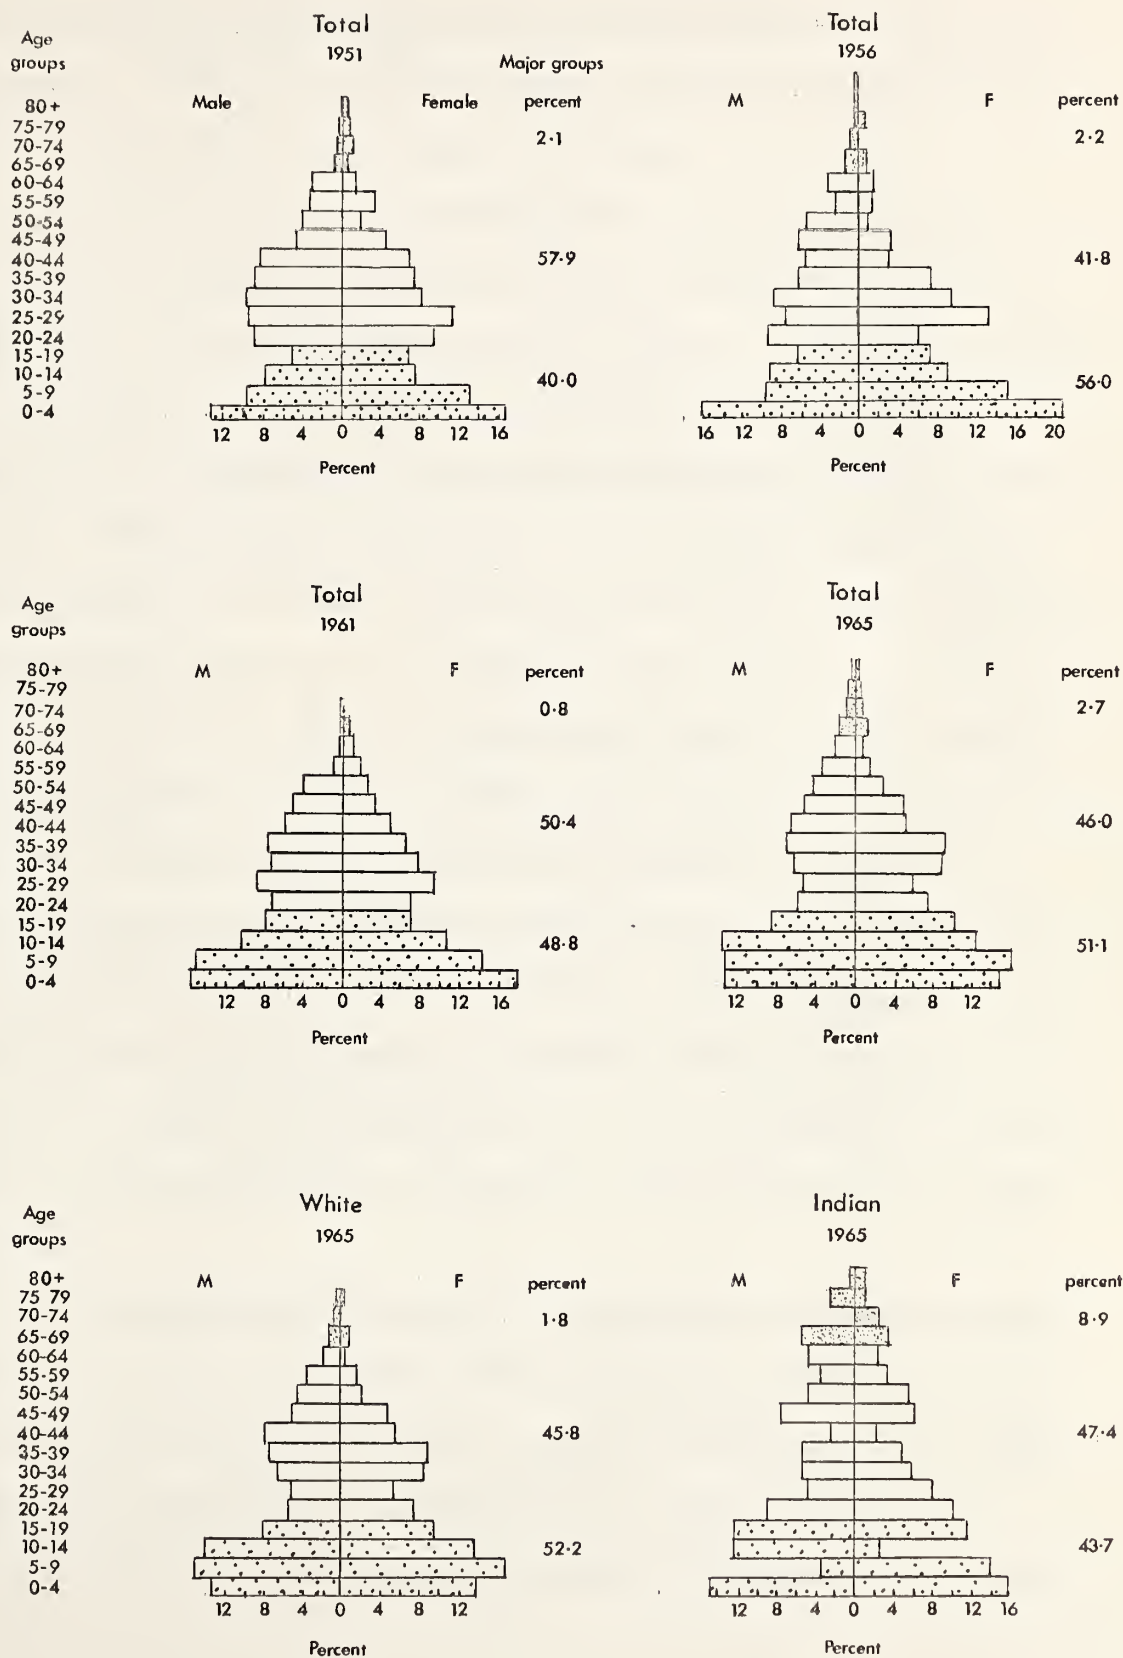 Total
1951
Total
1956
Age
groups
Major groups
Male Female percent M F percent
80+
75-79
70-74
65-69
60-64
55-59
50-54
45-49
40-44
35-39
30-34
25-29
20-24
15-19
10-14
5-9
0-4
2·1
57·9
40·0
2·2
41·8
56·0
12 8 4 0 4 8 12 16
Percent
16 12 8 4 0 4 8 12 16 20
Percent
Total
1961
Total
1965
Age
groups
M F percent M F percent
80+
75-79
70-74
65-69
60-64
55-59
50-54
45-49
40-44
35-39
30-34
25-29
20-24
15-19
10-14
5-9
0-4
0·8
50·4
48·8
2·7
46·0
51·1
12 8 4 0 4 8 12
Percent
12 8 4 0 4 8 12
Percent
White
1965
Indian
1965
Age
groups
M F percent M F percent
80+
75 79
70-74
65-69
60-64
55-59
50-54
45-49
40-44
35-39
30-34
25-29
20-24
15-19
10-14
5-9
0-4
1·8
45·8
52·2
8·9
47·4
43·7
12 8 4 0 4 8 12
Percent
12 8 4 0 4 8 12 16
Percent